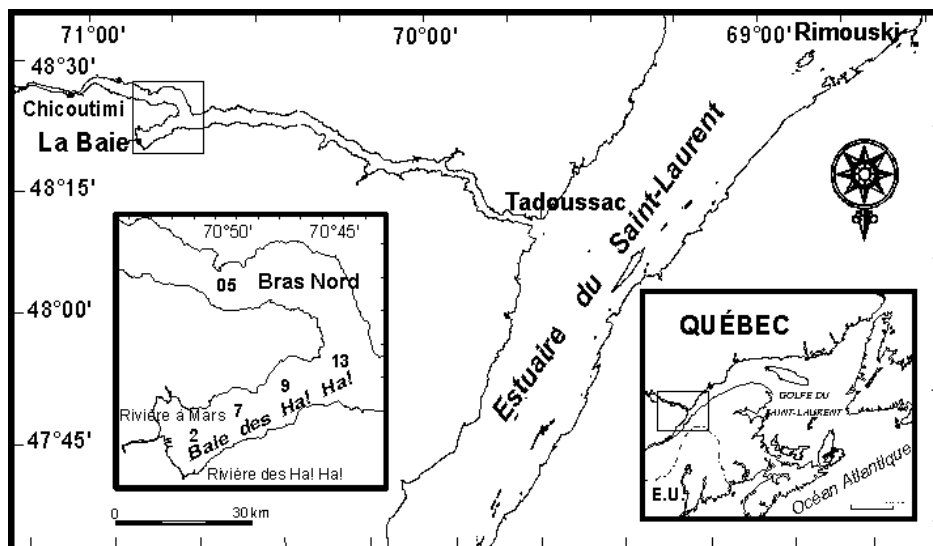 71°00'
70°00'
69°00'
Rimouski
48°30'
Chicoutimi
La Baie
48°15'
Tadoussac
Estuaire du Saint-Laurent
48°00'
47°45'
70°50'
70°45'
05
Bras Nord
13
9
7
2
Rivière à Mars
Baie des Ha! Ha!
Rivière des Ha! Ha!
0
30 km
QUÉBEC
GOLFE DU
SAINT-LAURENT
E.U.
Océan Atlantique